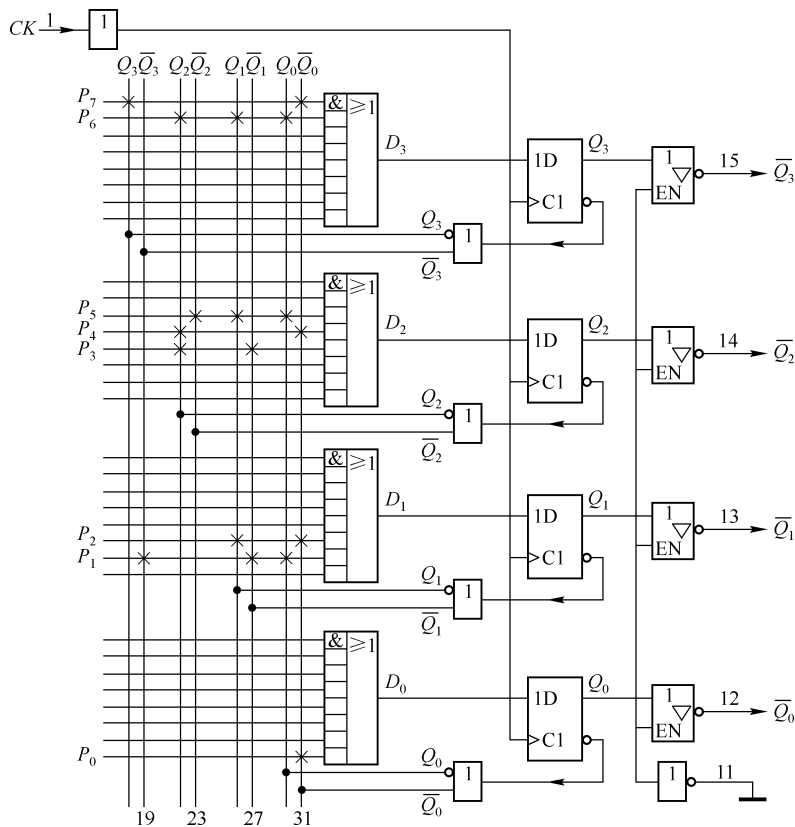 CK 1 1
Q₃ Q̅₃ Q₂ Q̅₂ Q₁ Q̅₁ Q₀ Q̅₀
P₇ & ≥1
P₆
D₃ 1D Q₃ 1 15 Q̅₃
C1 ▽ EN
Q₃ 1
Q̅₃
& ≥1
P₅
P₄ D₂ 1D Q₂ 1 14 Q̅₂
P₃
C1 ▽ EN
Q₂ 1
Q̅₂
& ≥1
D₁ 1D Q₁ 1 13 Q̅₁
P₂
P₁ C1 ▽ EN
Q₁ 1
Q̅₁
& ≥1
D₀ 1D Q₀ 1 12 Q̅₀
C1 ▽ EN
P₀
Q₀ 1 1 11
Q̅₀
19 23 27 31